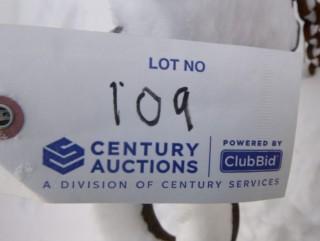 LOT NO
109
CENTURY AUCTIONS
POWERED BY
ClubBid
A DIVISION OF CENTURY SERVICES